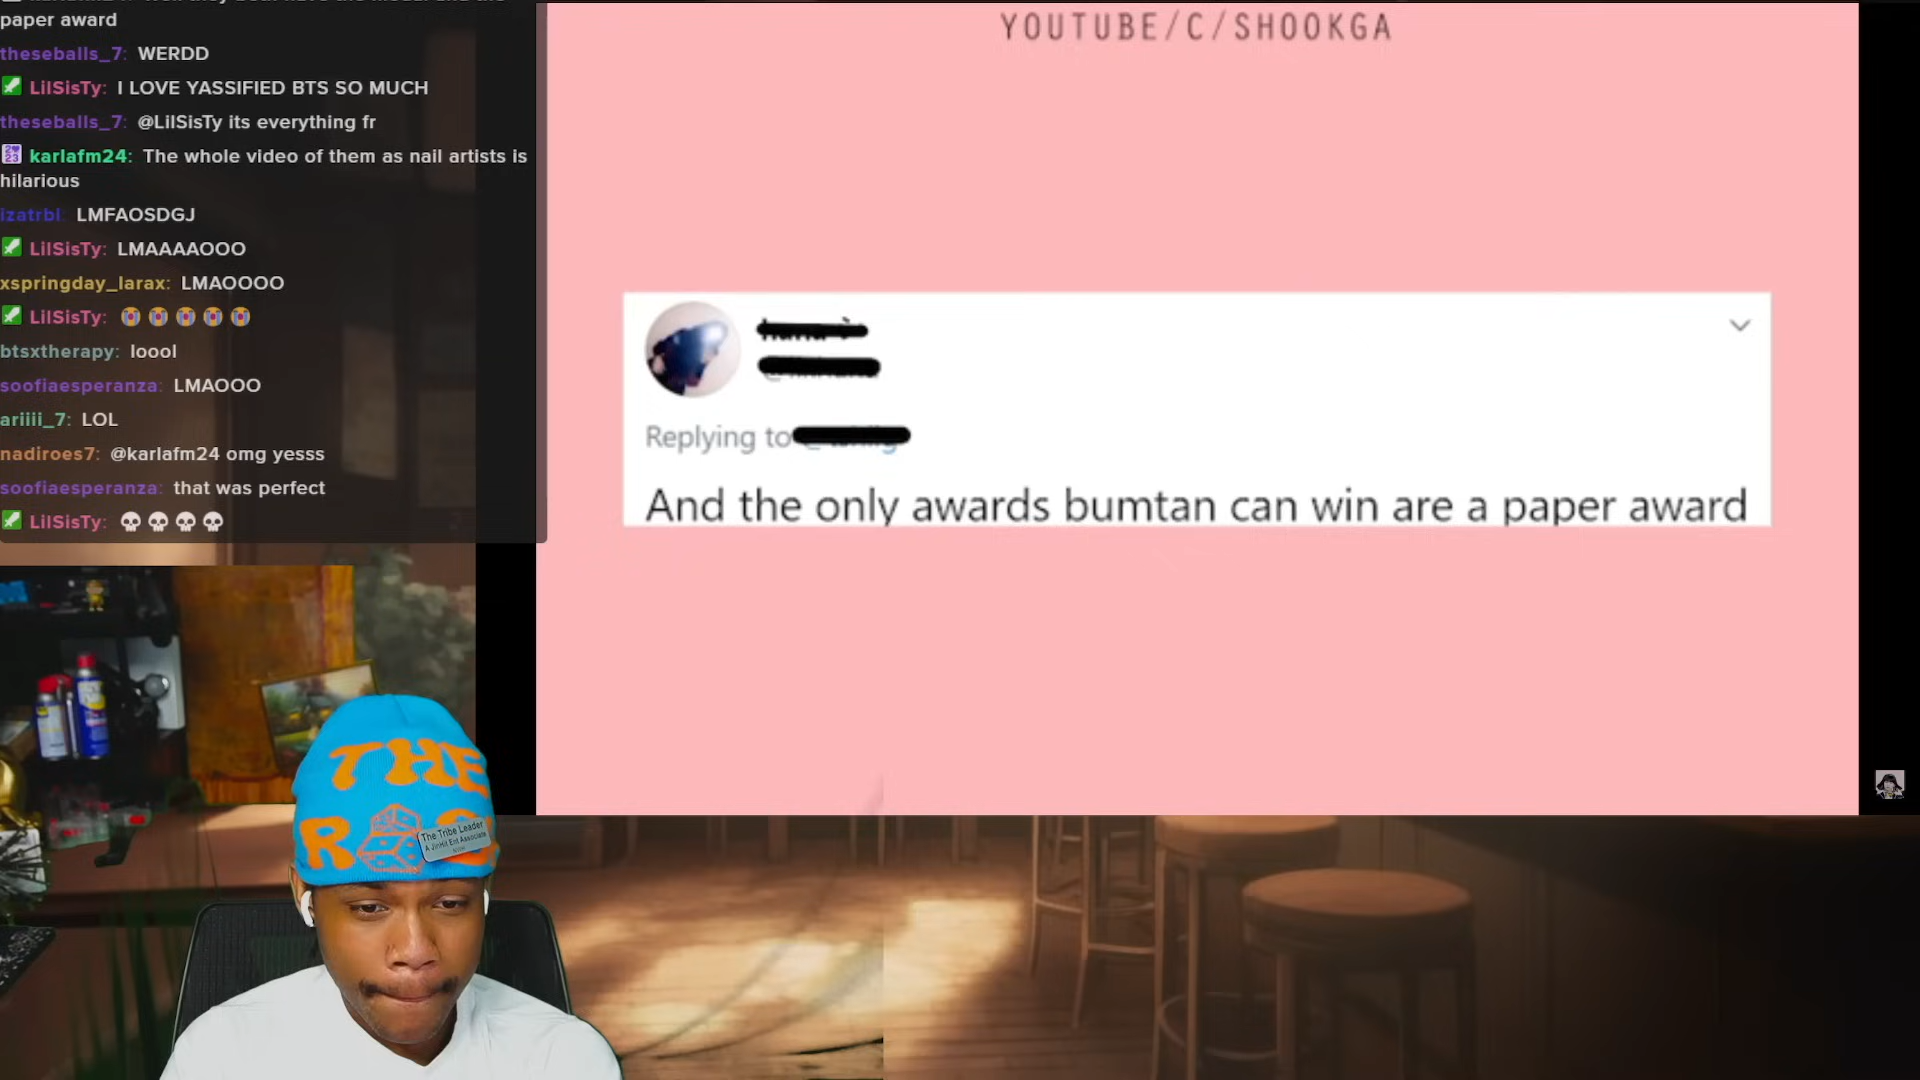 paper award
theseballs_7: WERDD
LilSisTy: I LOVE YASSIFIED BTS SO MUCH
theseballs_7: @LilSisTy its everything fr
karlafm24: The whole video of them as nail artists is
hilarious
izatrbl: LMFAOSDGJ
LilSisTy: LMAAAAOOO
xspringday_larax: LMAOOOO
LilSisTy: 😭😭😭😭😭
btsxtherapy: loool
soofiaesperanza: LMAOOO
ariiii_7: LOL
nadiroes7: @karlafm24 omg yesss
soofiaesperanza: that was perfect
LilSisTy: 💀💀💀💀
YOUTUBE/C/SHOOKGA
Replying to
And the only awards bumtan can win are a paper award
THE
The Tribe Leader
A JinHit Ent Associate